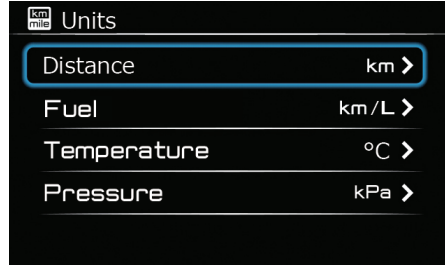 km
mile Units
Distance km
Fuel km/L
Temperature °C
Pressure kPa